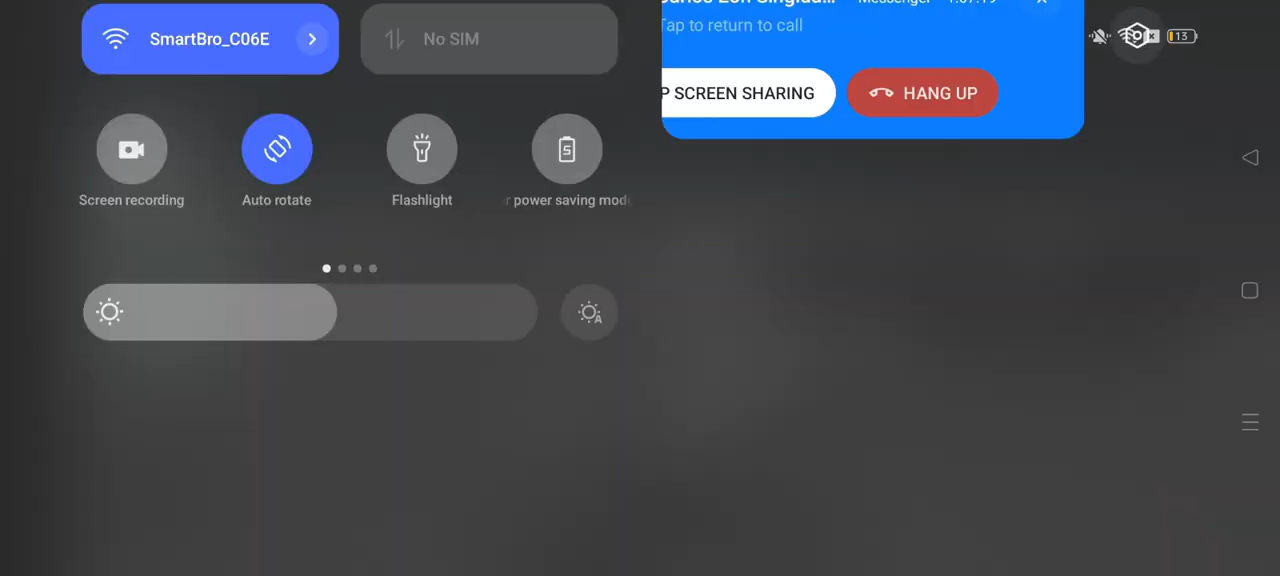 SmartBro_C06E
No SIM
Messenger
Tap to return to call
SCREEN SHARING
HANG UP
13
Screen recording
Auto rotate
Flashlight
power saving